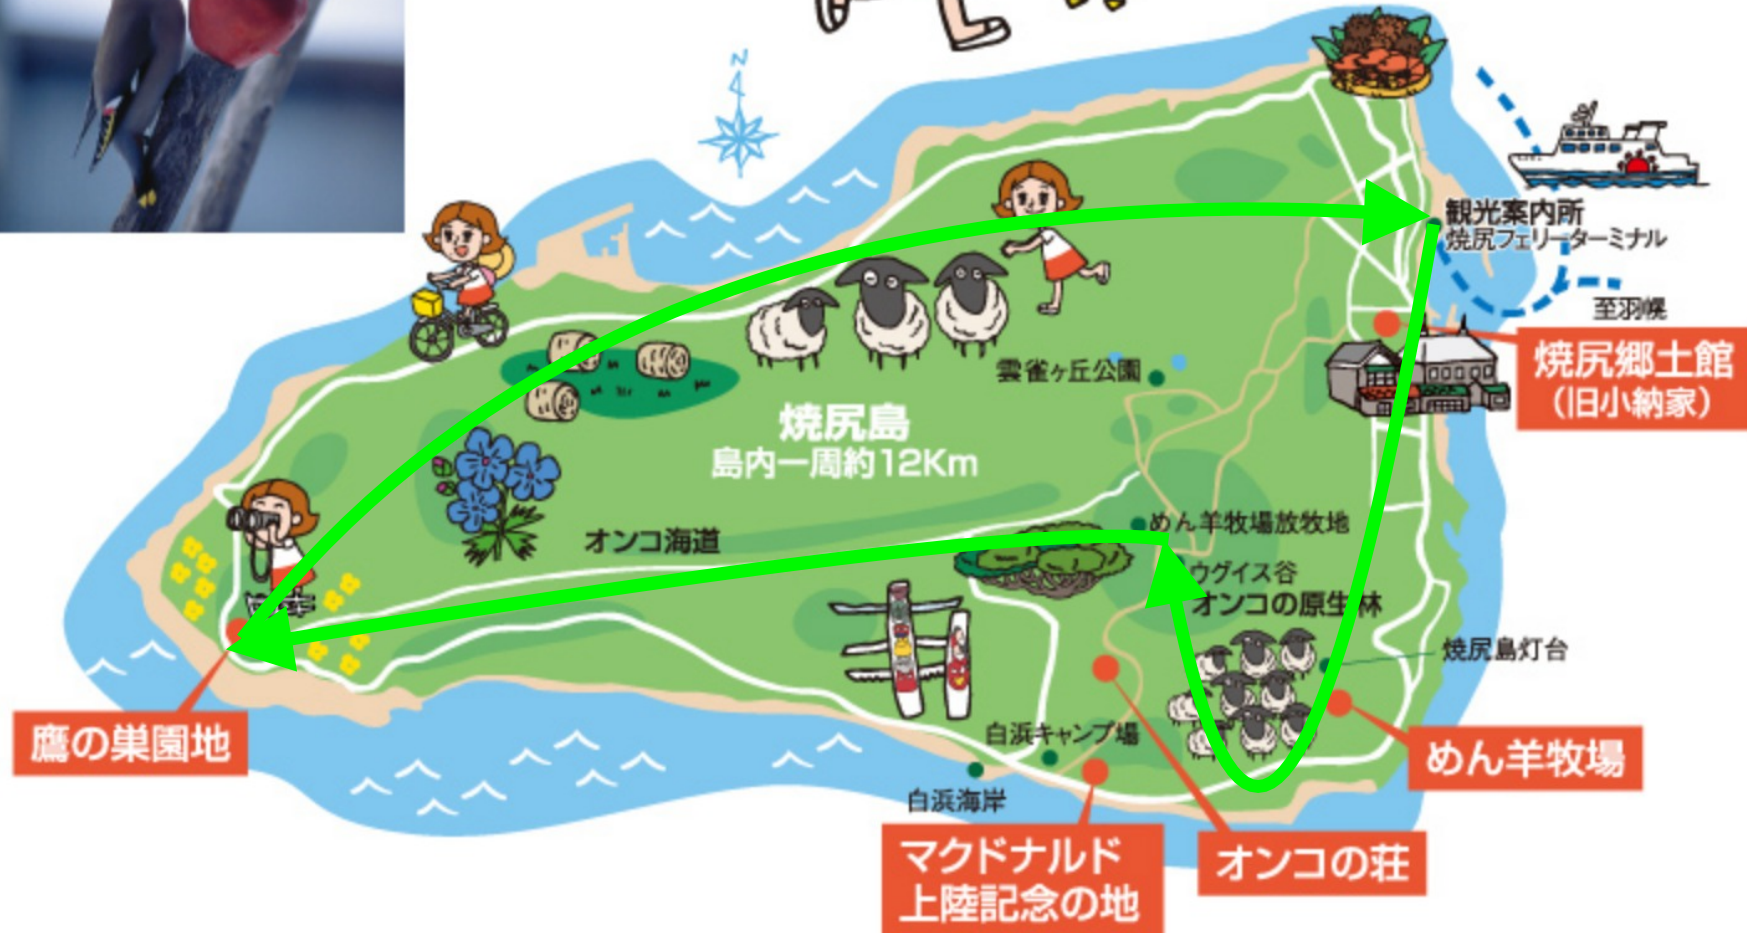 N
観光案内所
焼尻フェリーターミナル
至羽幌
焼尻郷土館
（旧小納家）
雲雀ヶ丘公園
焼尻島
島内一周約12Km
オンコ海道
めん羊牧場放牧地
ウグイス谷
オンコの原生林
焼尻島灯台
鷹の巣園地
白浜キャンプ場
めん羊牧場
白浜海岸
マクドナルド
上陸記念の地
オンコの荘